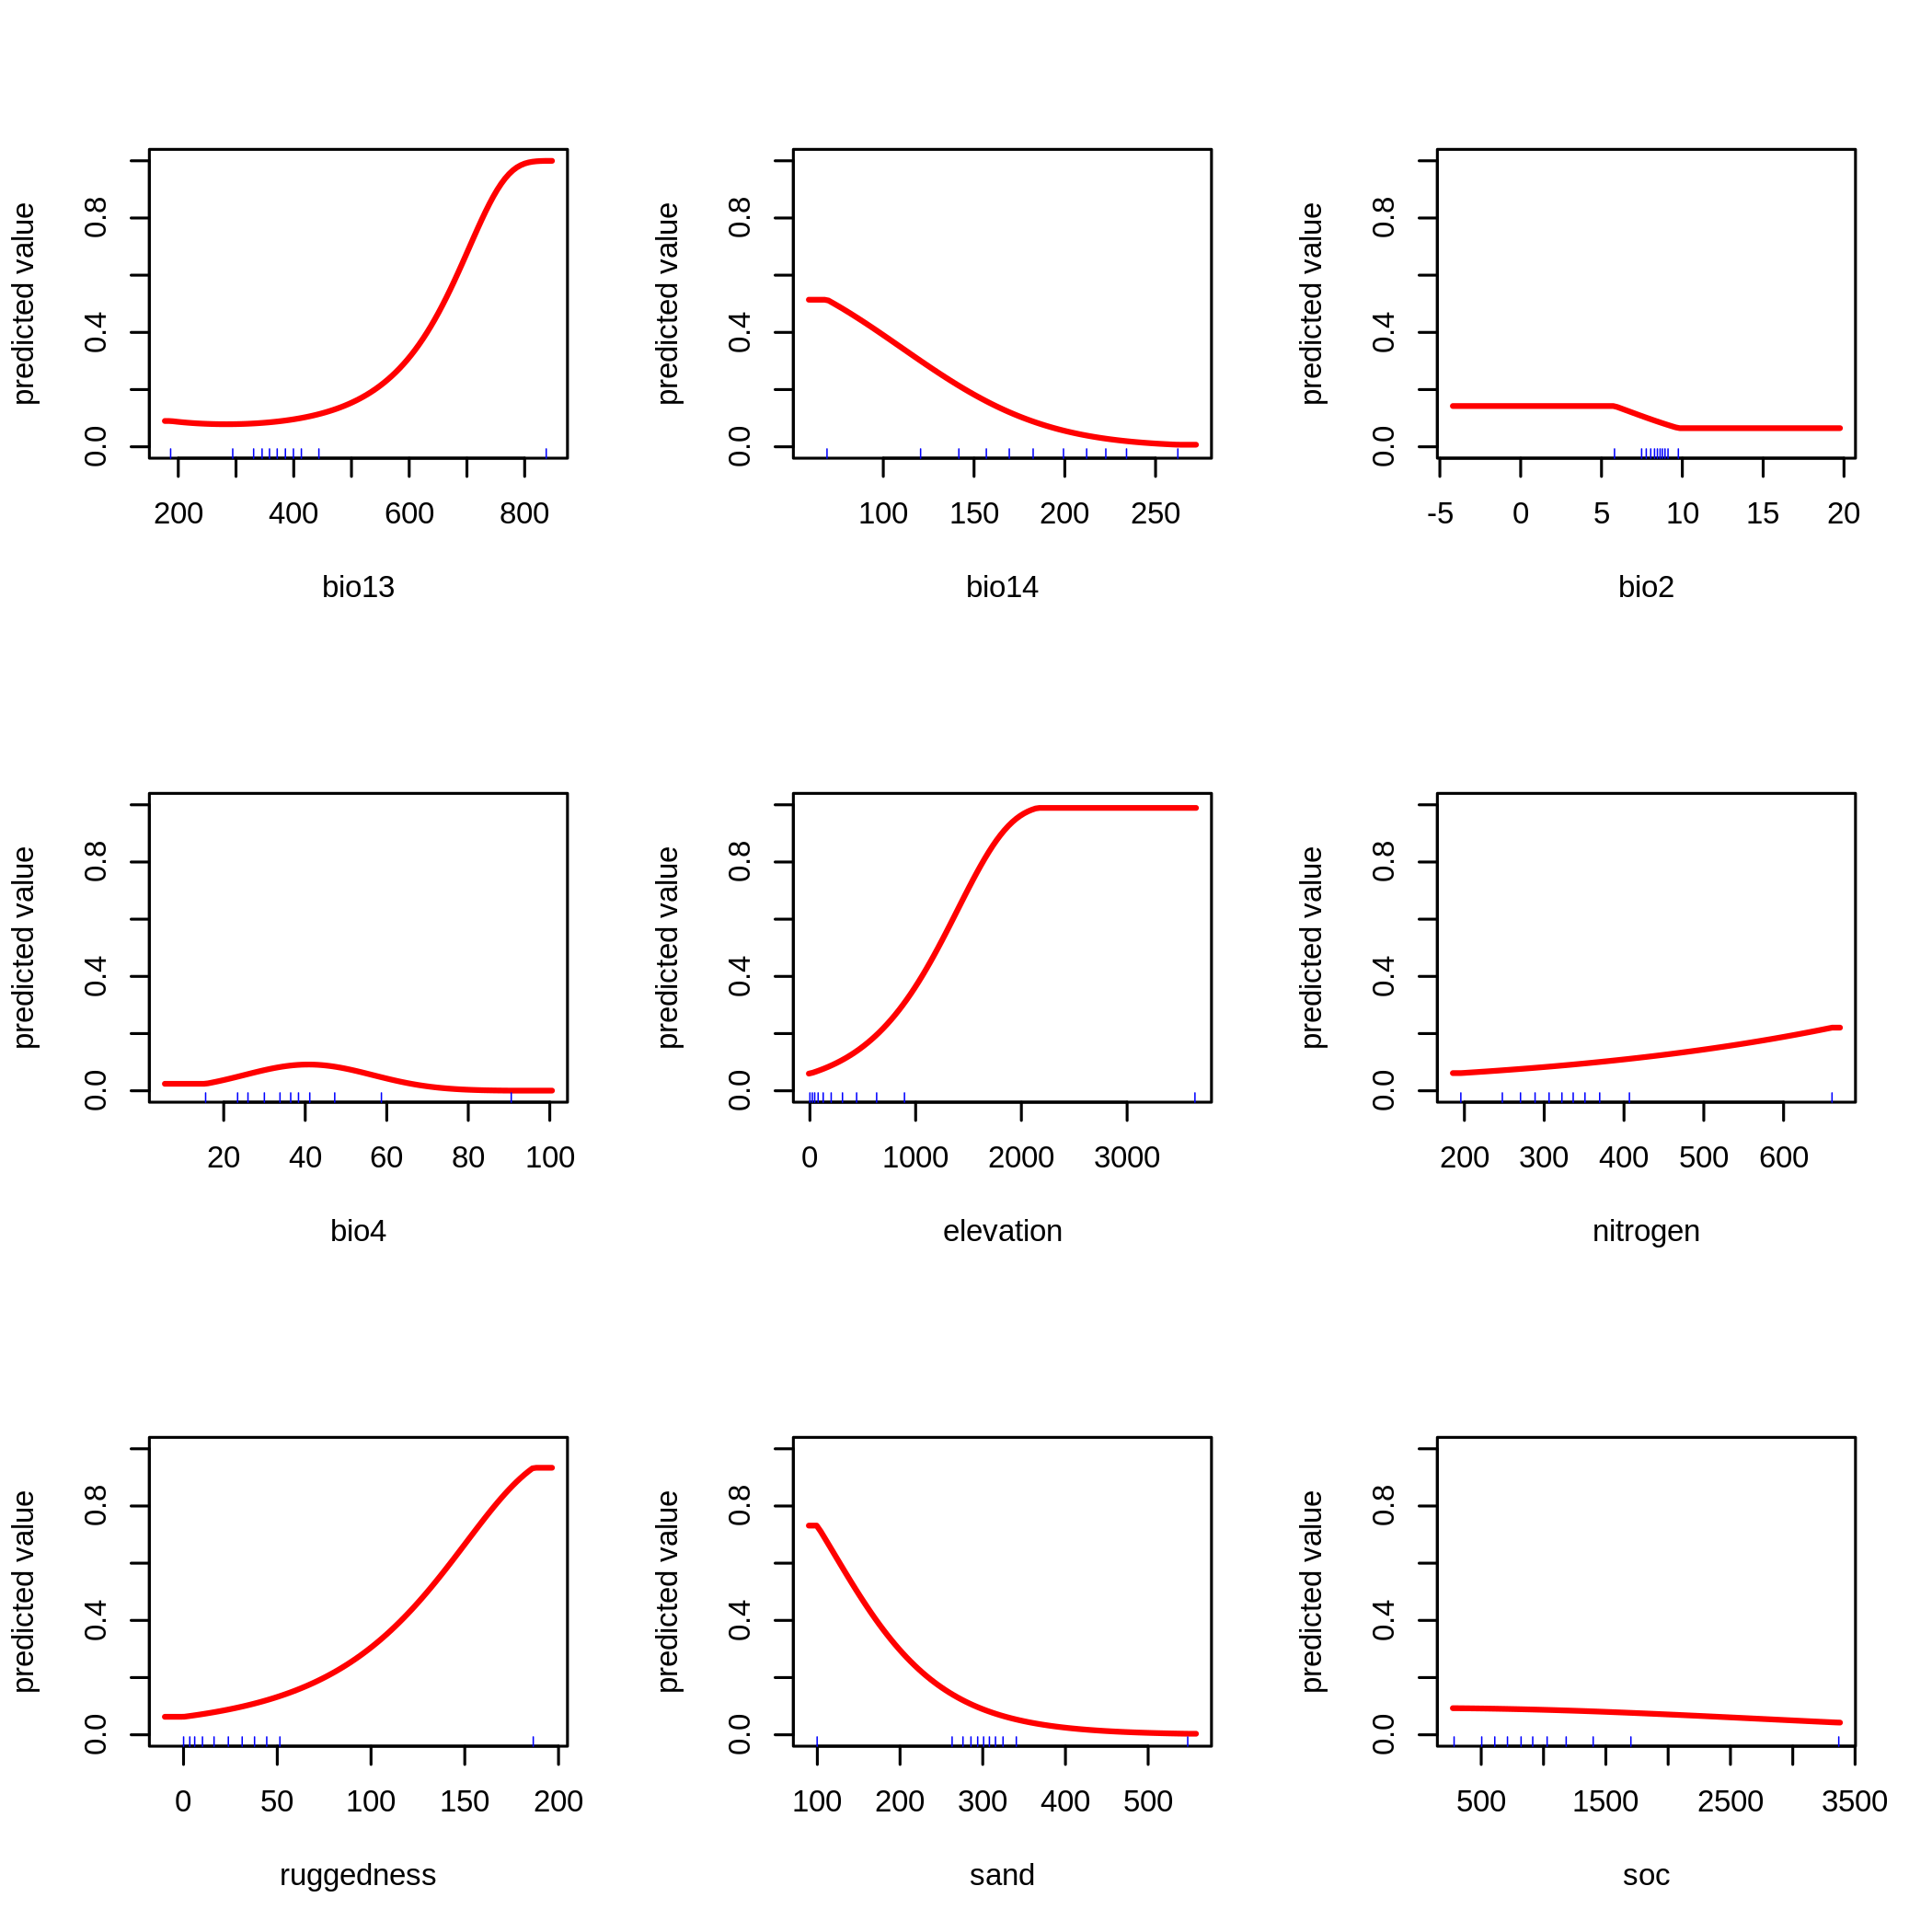 predicted value
0.0 0.4 0.8
200 400 600 800
bio13
predicted value
0.0 0.4 0.8
100 150 200 250
bio14
predicted value
0.0 0.4 0.8
-5 0 5 10 15 20
bio2
predicted value
0.0 0.4 0.8
20 40 60 80 100
bio4
predicted value
0.0 0.4 0.8
0 1000 2000 3000
elevation
predicted value
0.0 0.4 0.8
200 300 400 500 600
nitrogen
predicted value
0.0 0.4 0.8
0 50 100 150 200
ruggedness
predicted value
0.0 0.4 0.8
100 200 300 400 500
sand
predicted value
0.0 0.4 0.8
500 1500 2500 3500
soc